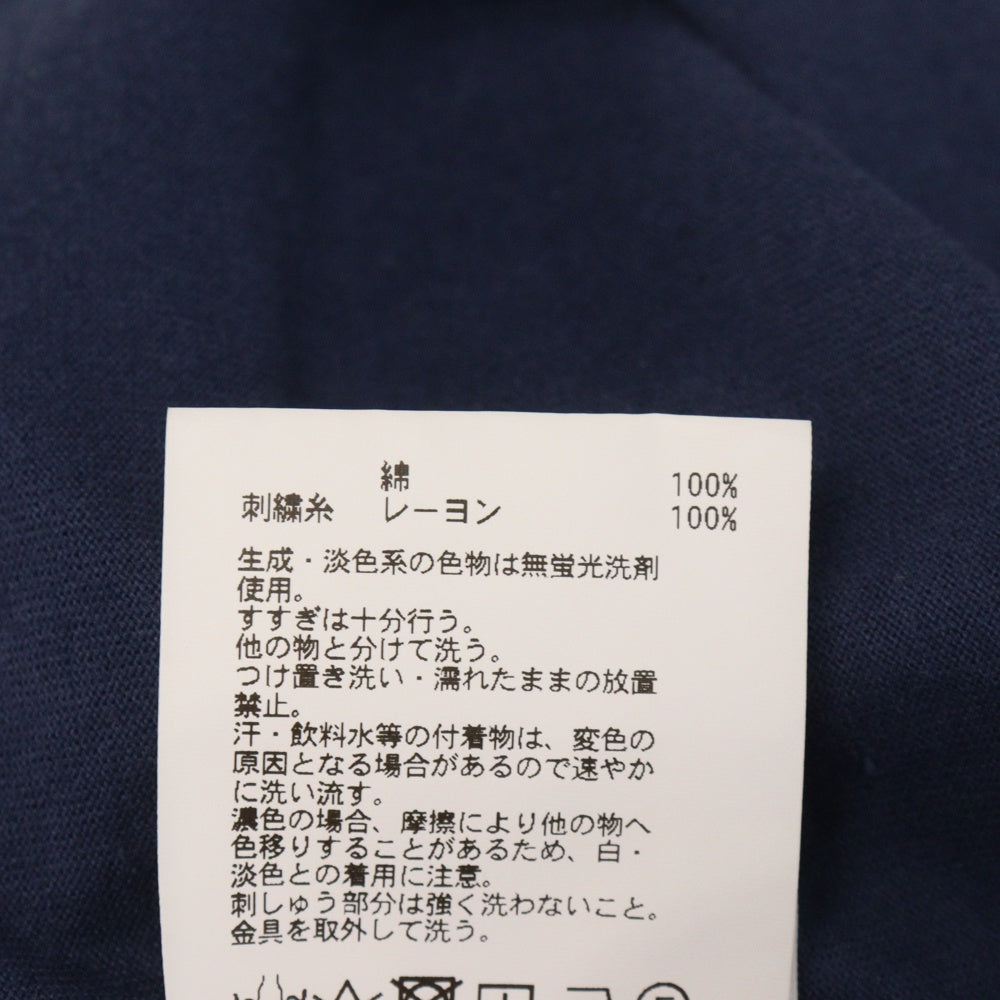 綿 100%
刺繍糸 レーヨン 100%
生成・淡色系の色物は無蛍光洗剤
使用。
すすぎは十分行う。
他の物と分けて洗う。
つけ置き洗い・濡れたままの放置
禁止。
汗・飲料水等の付着物は、変色の
原因となる場合があるので速やか
に洗い流す。
濃色の場合、摩擦により他の物へ
色移りすることがあるため、白・
淡色との着用に注意。
刺しゅう部分は強く洗わないこと。
金具を取外して洗う。